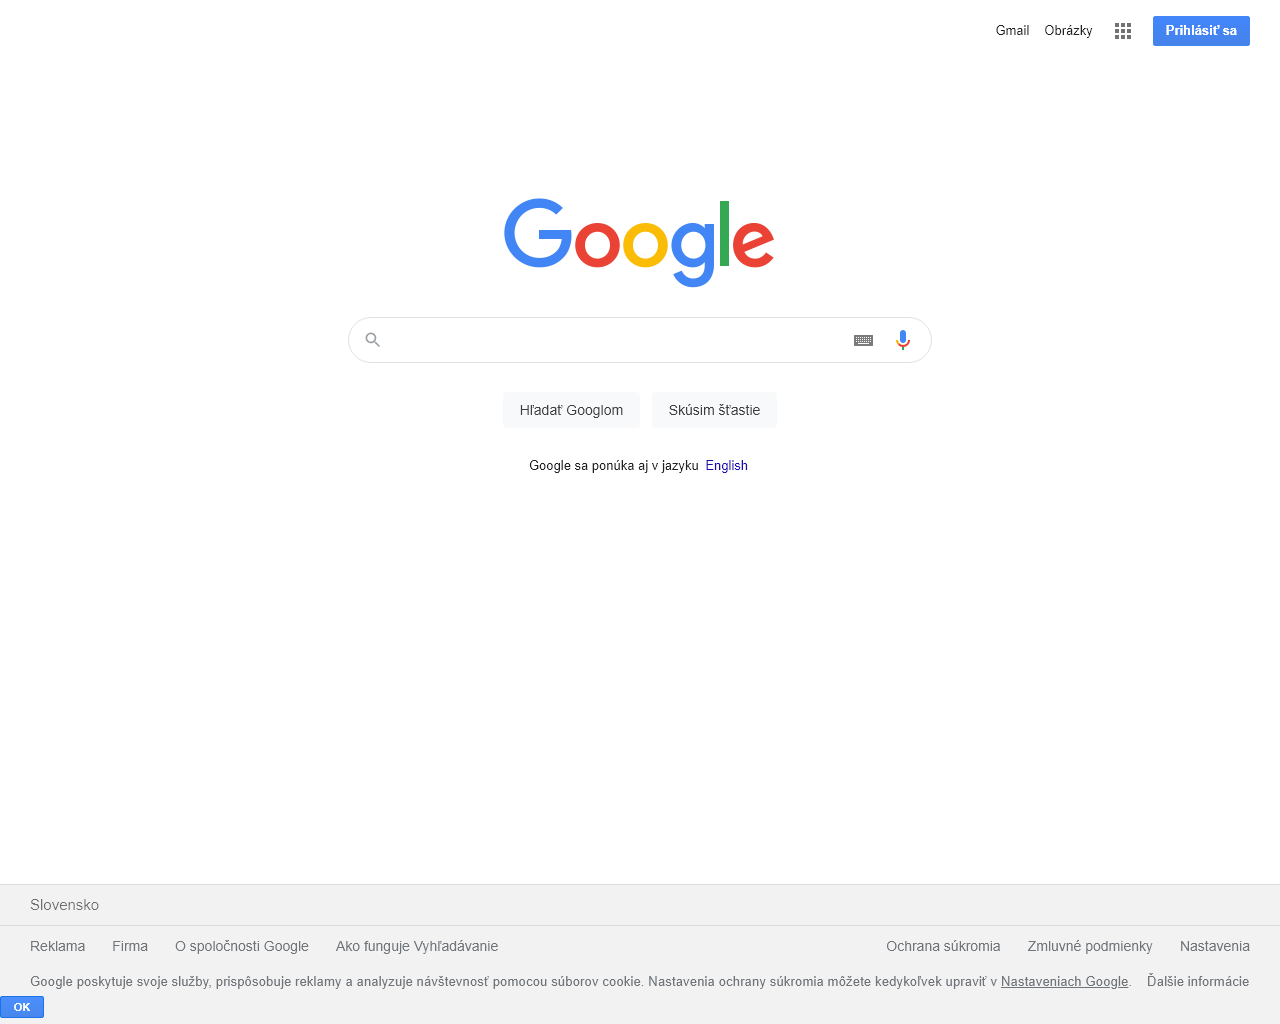 Gmail Obrázky Prihlásiť sa
Google
Hľadať Googlom Skúsim šťastie
Google sa ponúka aj v jazyku English
Slovensko
Reklama Firma O spoločnosti Google Ako funguje Vyhľadávanie Ochrana súkromia Zmluvné podmienky Nastavenia
Google poskytuje svoje služby, prispôsobuje reklamy a analyzuje návštevnosť pomocou súborov cookie. Nastavenia ochrany súkromia môžete kedykoľvek upraviť v Nastaveniach Google. Ďalšie informácie
OK